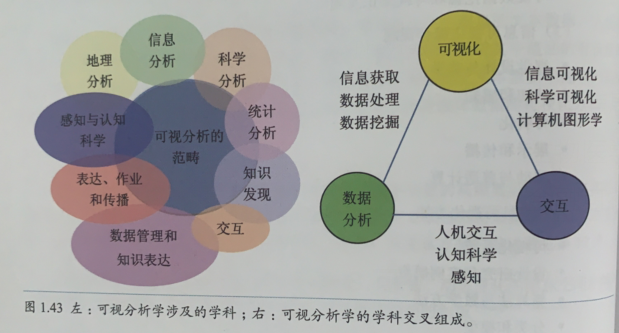 信息
分析
地理
分析
科学
分析
感知与认知
科学
可视分析的
范畴
统计
分析
表达、作业
和传播
知识
发现
数据管理和
知识表达
交互
可视化
信息获取
数据处理
数据挖掘
信息可视化
科学可视化
计算机图形学
数据
分析
交互
人机交互
认知科学
感知
图 1.43 左：可视分析学涉及的学科；右：可视分析学的学科交叉组成。